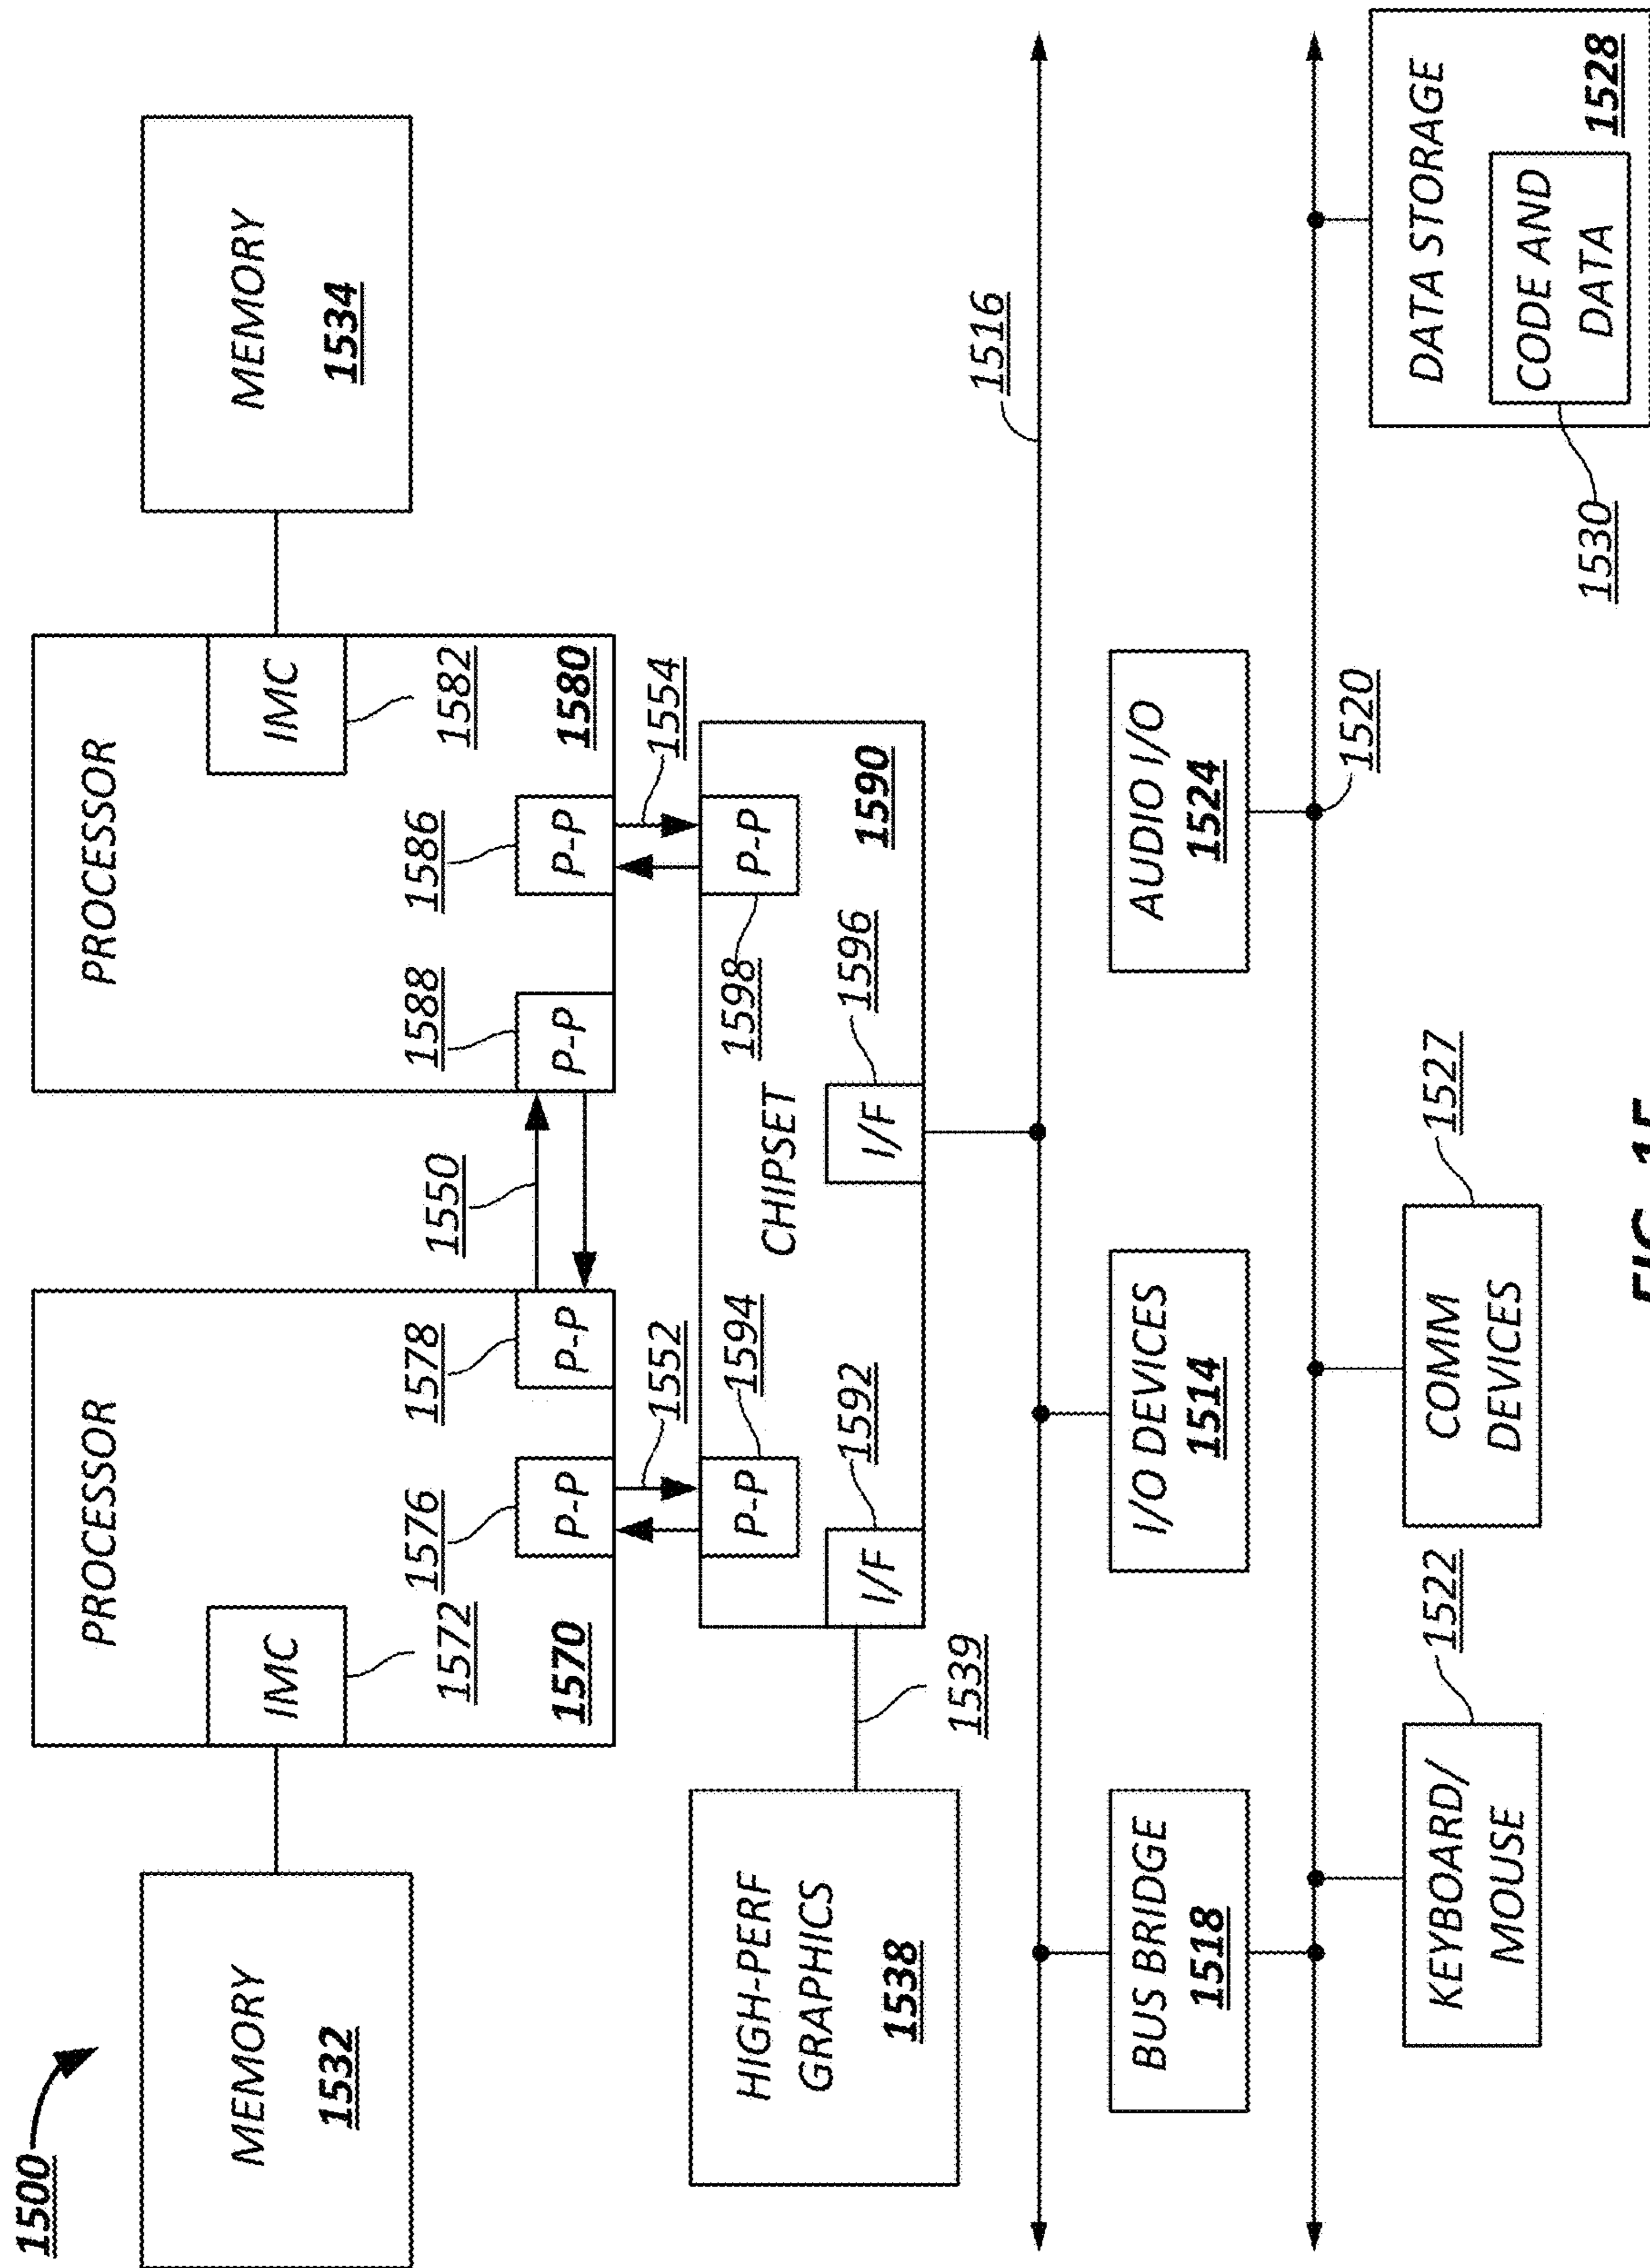 1500
PROCESSOR
PROCESSOR
MEMORY
1532
IMC
1572
IMC
1582
MEMORY
1534
1576
1578
1550
1588
1586
1570
P-P
P-P
P-P
P-P
1580
1552
1554
HIGH-PERF
GRAPHICS
1538
P-P
1594
CHIPSET
1598
P-P
I/F
1592
I/F
1596
1590
1539
1516
BUS BRIDGE
1518
I/O DEVICES
1514
AUDIO I/O
1524
1520
KEYBOARD/
MOUSE
1522
COMM
DEVICES
1527
DATA STORAGE
CODE AND
DATA
1528
1530
FIG. 15